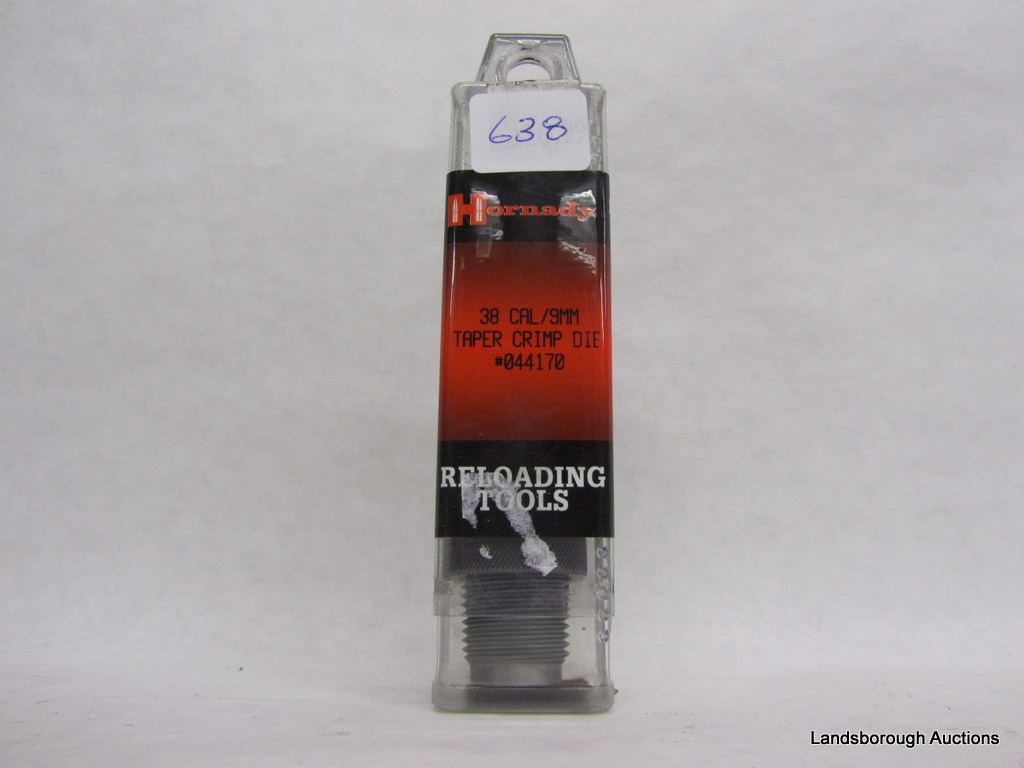 638
Hornady
38 CAL/9MM
TAPER CRIMP DIE
#044170
RELOADING
TOOLS
Landsborough Auctions